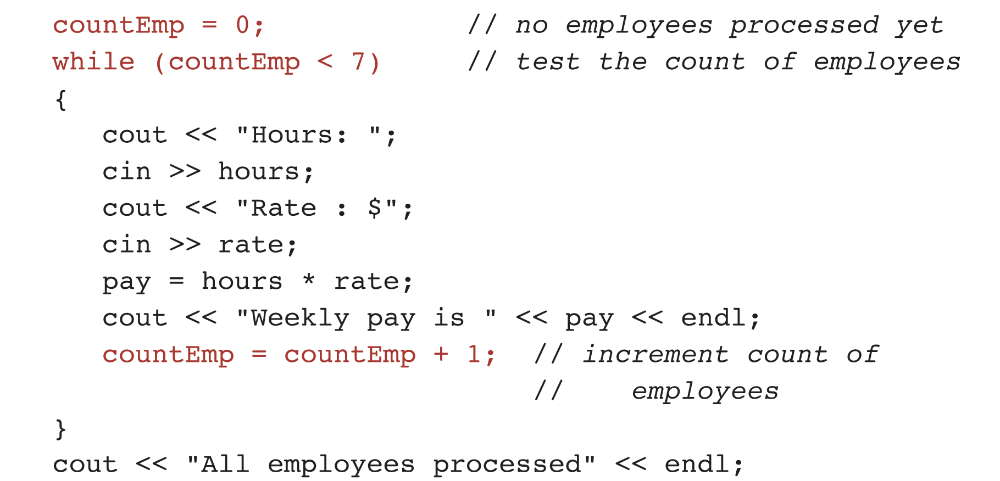 countEmp = 0;                // no employees processed yet
while (countEmp < 7)         // test the count of employees
{
   cout << "Hours: ";
   cin >> hours;
   cout << "Rate : $";
   cin >> rate;
   pay = hours * rate;
   cout << "Weekly pay is " << pay << endl;
   countEmp = countEmp + 1;  // increment count of
                             //    employees
}
cout << "All employees processed" << endl;